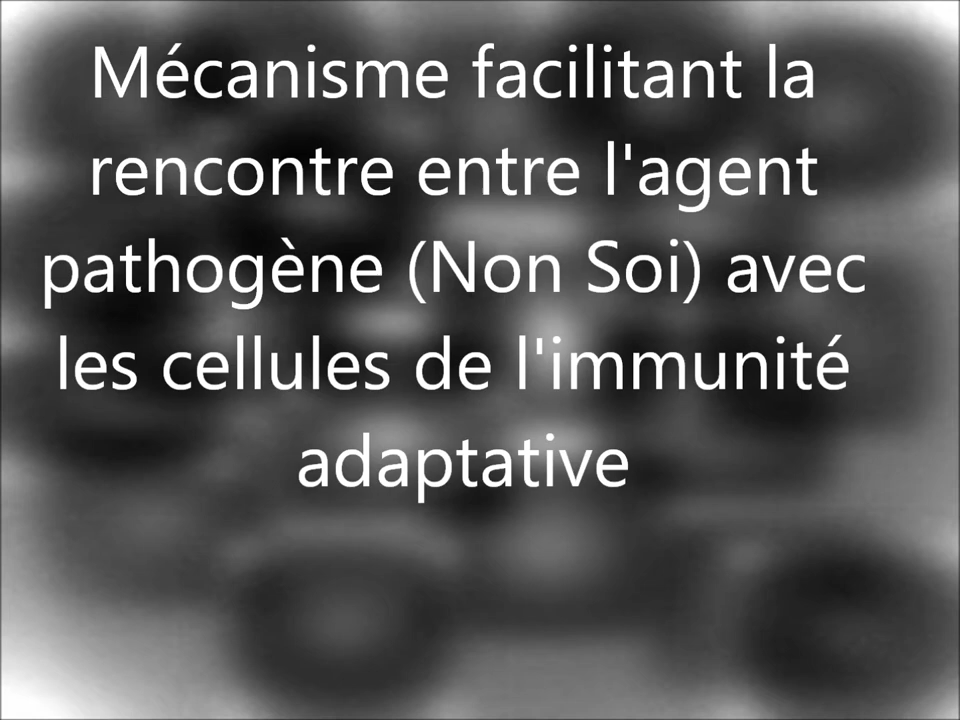 Mécanisme facilitant la
rencontre entre l'agent
pathogène (Non Soi) avec
les cellules de l'immunité
adaptative